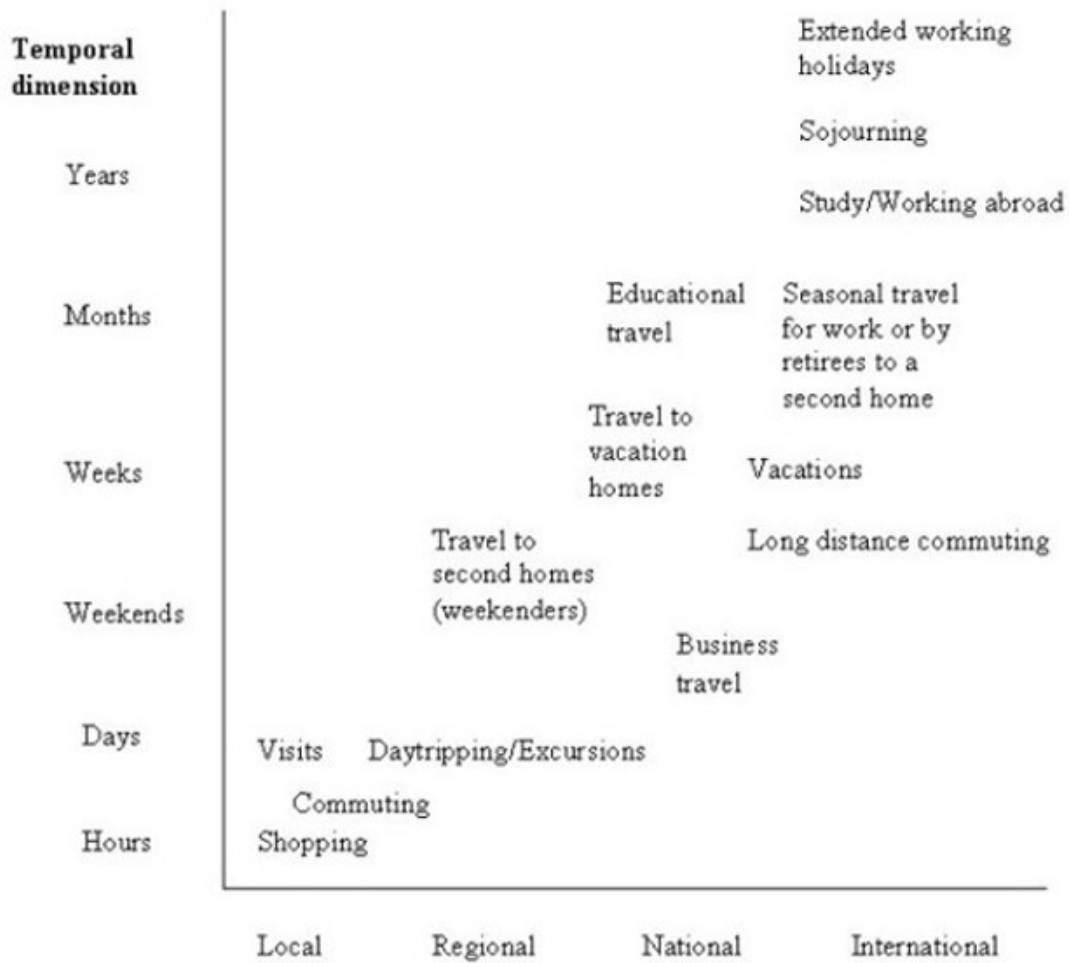 Temporal
dimension
Extended working
holidays
Sojourning
Years
Study/Working abroad
Months
Educational
travel
Seasonal travel
for work or by
retirees to a
second home
Travel to
vacation
homes
Weeks
Vacations
Travel to
second homes
(weekenders)
Long distance commuting
Weekends
Business
travel
Days
Visits
Daytripping/Excursions
Commuting
Hours
Shopping
Local
Regional
National
International